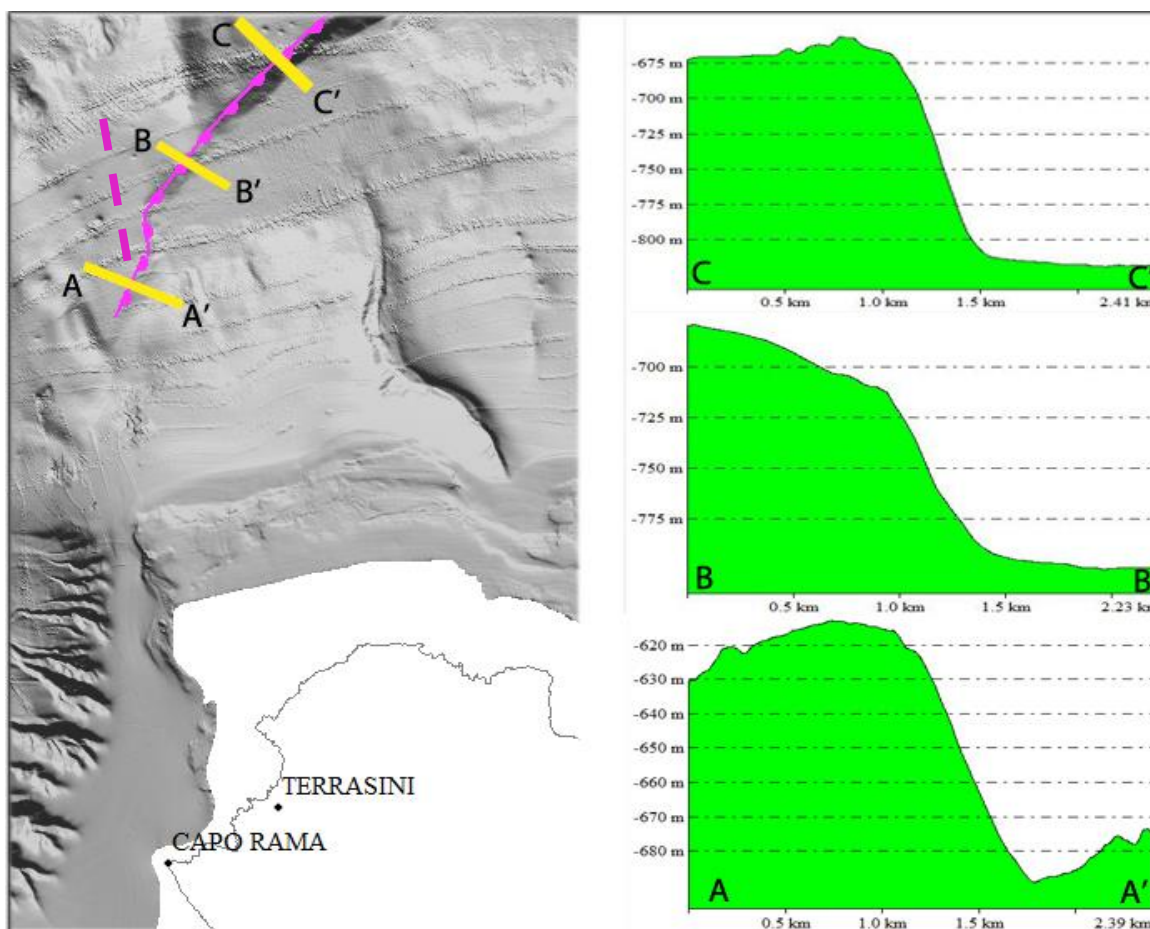 C
C'
B
B'
A
A'
TERRASINI
CAPO RAMA
-675 m
-700 m
-725 m
-750 m
-775 m
-800 m
C
C'
0.5 km
1.0 km
1.5 km
2.41 km
-700 m
-725 m
-750 m
-775 m
B
B
0.5 km
1.0 km
1.5 km
2.23 km
-620 m
-630 m
-640 m
-650 m
-660 m
-670 m
-680 m
A
A'
0.5 km
1.0 km
1.5 km
2.39 km